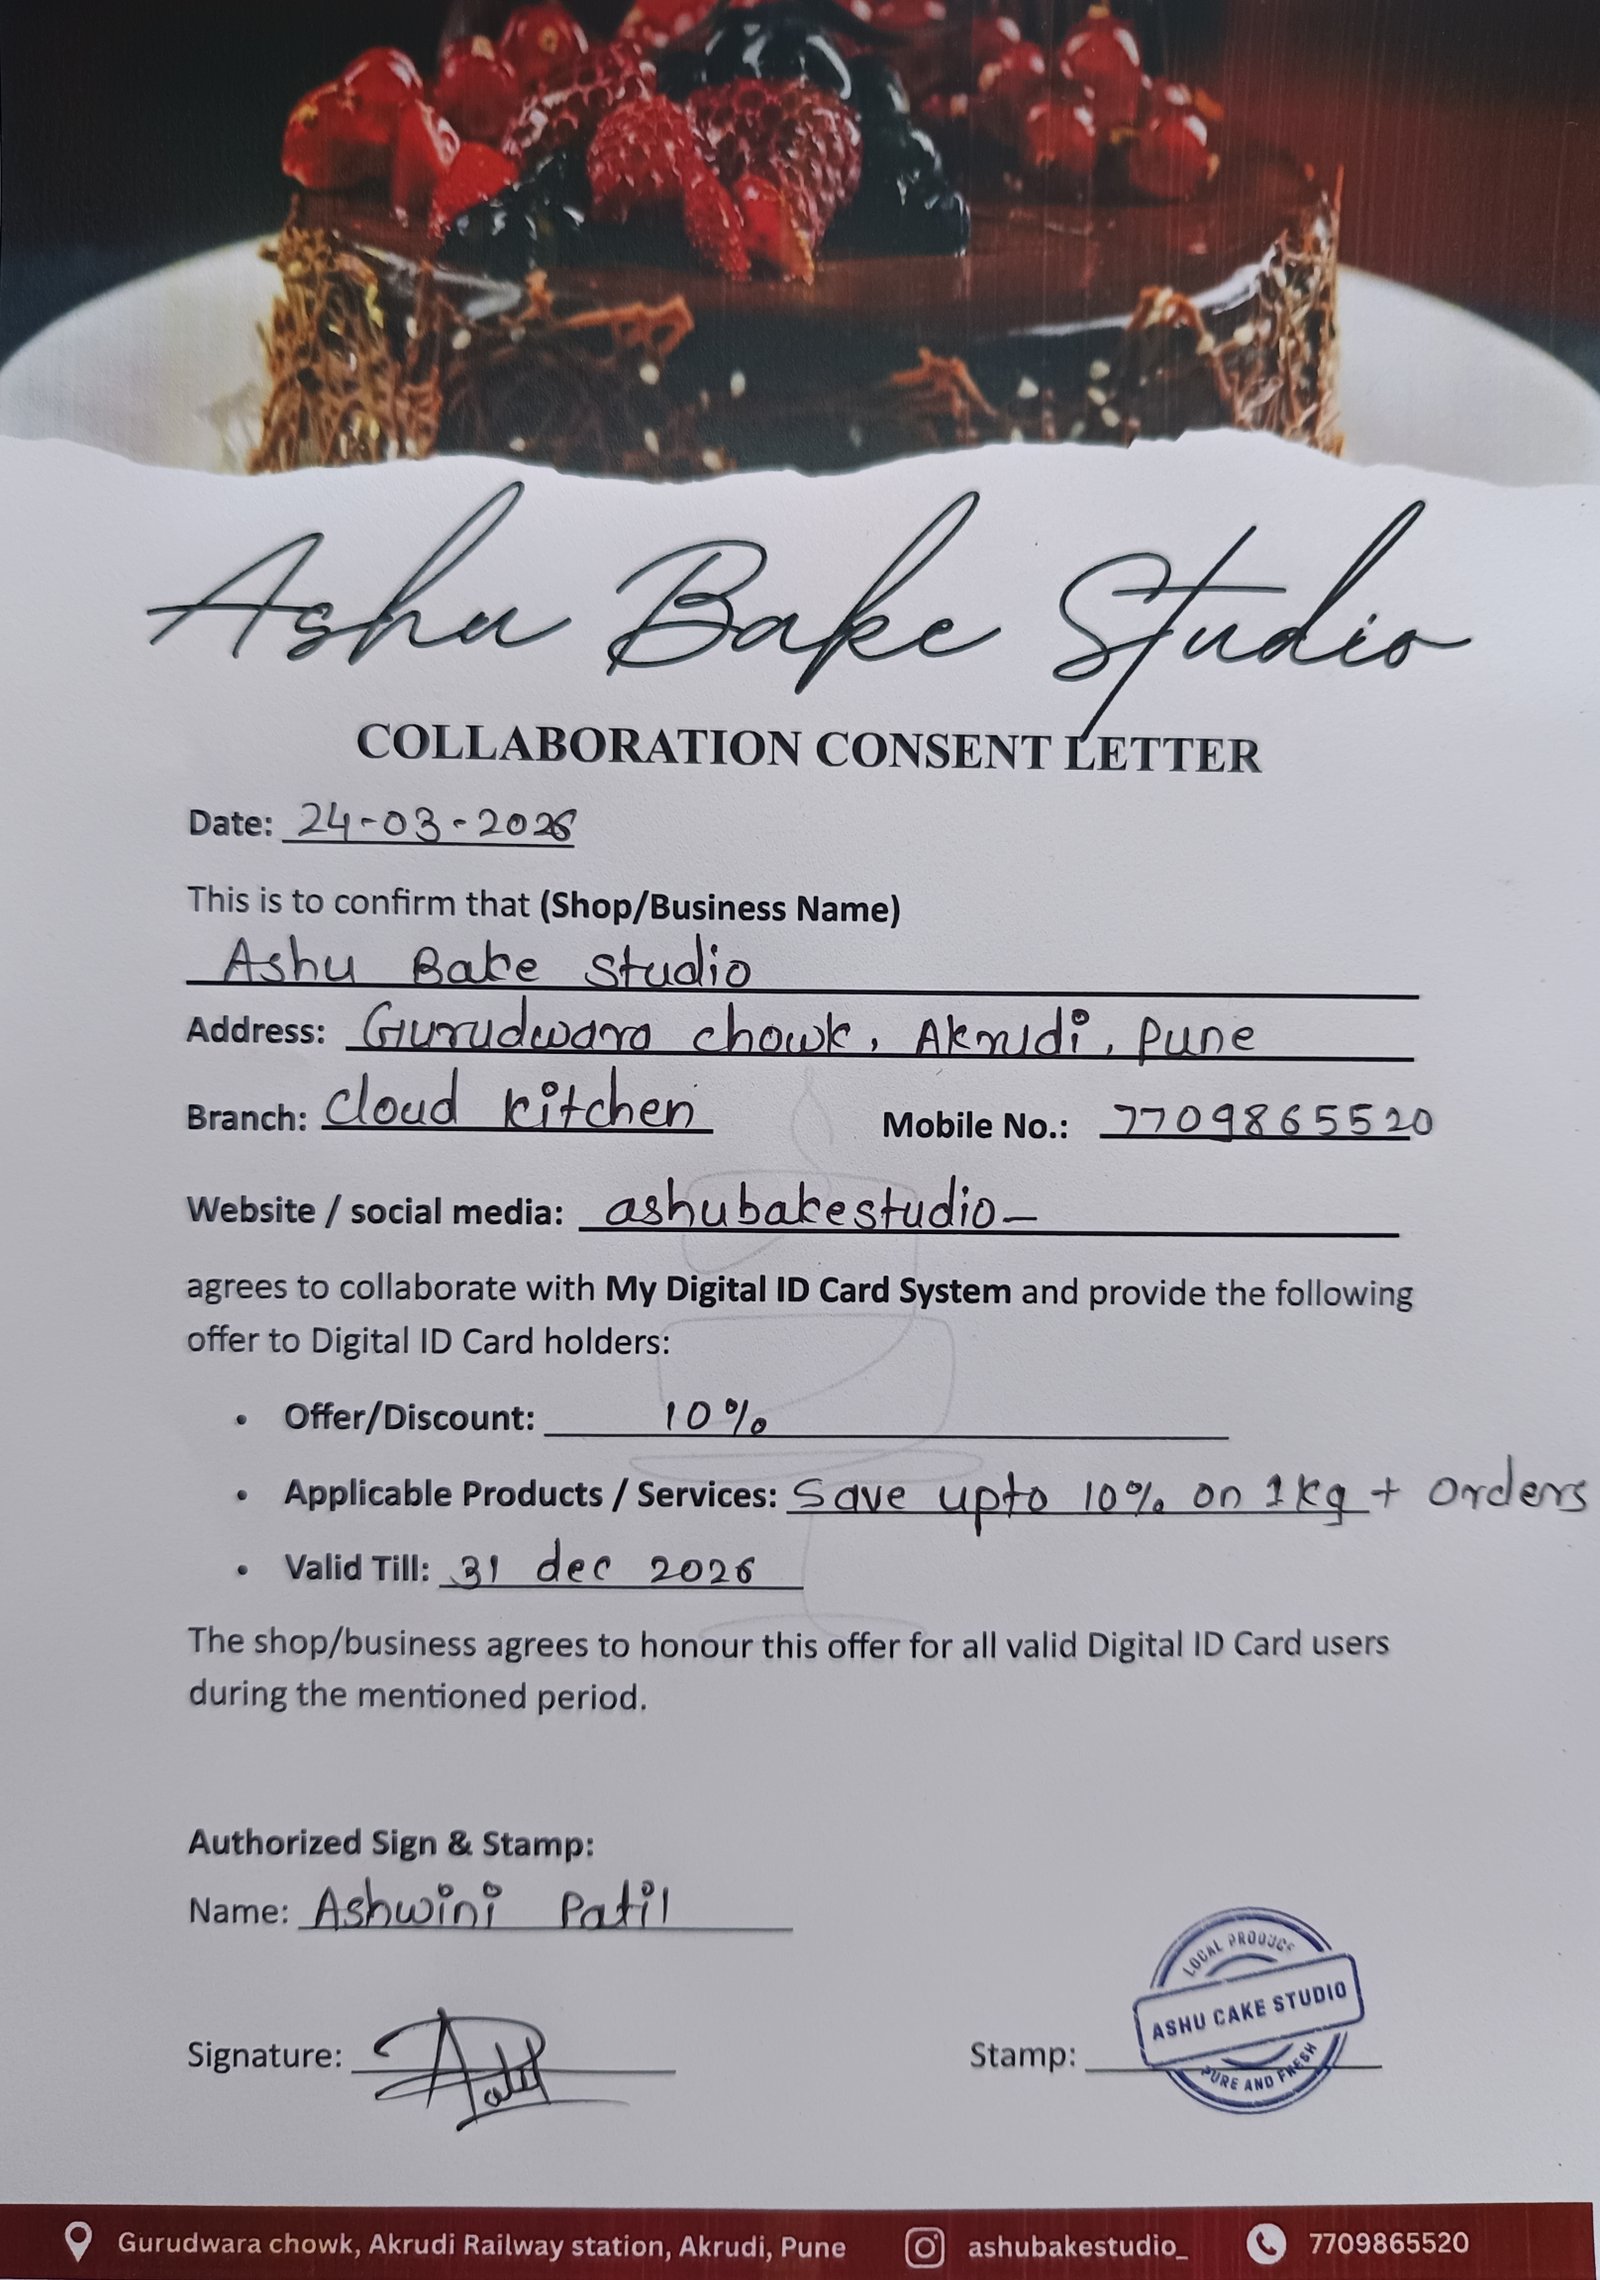 Ashu Bake Studio
COLLABORATION CONSENT LETTER
Date: 24-03-2026
This is to confirm that (Shop/Business Name)
Ashu Bake studio
Address: Gurudwara chowk, Akrudi, Pune
Branch: cloud kitchen Mobile No.: 7709865520
Website / social media: ashubakestudio_
agrees to collaborate with My Digital ID Card System and provide the following
offer to Digital ID Card holders:
• Offer/Discount: 10%
• Applicable Products / Services: Save upto 10% on 1kg + orders
• Valid Till: 31 dec 2026
The shop/business agrees to honour this offer for all valid Digital ID Card users
during the mentioned period.
Authorized Sign & Stamp:
Name: Ashwini Patil
LOCAL PRODUCE
ASHU CAKE STUDIO
PURE AND FRESH
Signature: Stamp:
Gurudwara chowk, Akrudi Railway station, Akrudi, Pune ashubakestudio_ 7709865520